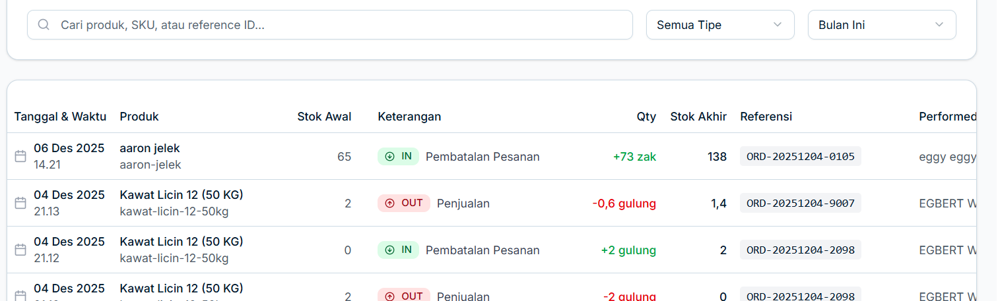 Cari produk, SKU, atau reference ID...
Semua Tipe
Bulan Ini
Tanggal & Waktu Produk Stok Awal Keterangan Qty Stok Akhir Referensi Performed
06 Des 2025 aaron jelek
14.21 aaron-jelek 65 IN Pembatalan Pesanan +73 zak 138 ORD-20251204-0105 eggy eggy
04 Des 2025 Kawat Licin 12 (50 KG)
21.13 kawat-licin-12-50kg 2 OUT Penjualan -0,6 gulung 1,4 ORD-20251204-9007 EGBERT W
04 Des 2025 Kawat Licin 12 (50 KG)
21.12 kawat-licin-12-50kg 0 IN Pembatalan Pesanan +2 gulung 2 ORD-20251204-2098 EGBERT W
04 Des 2025 Kawat Licin 12 (50 KG)
2 OUT Penjualan -2 gulung 0 ORD-20251204-2098 EGBERT W